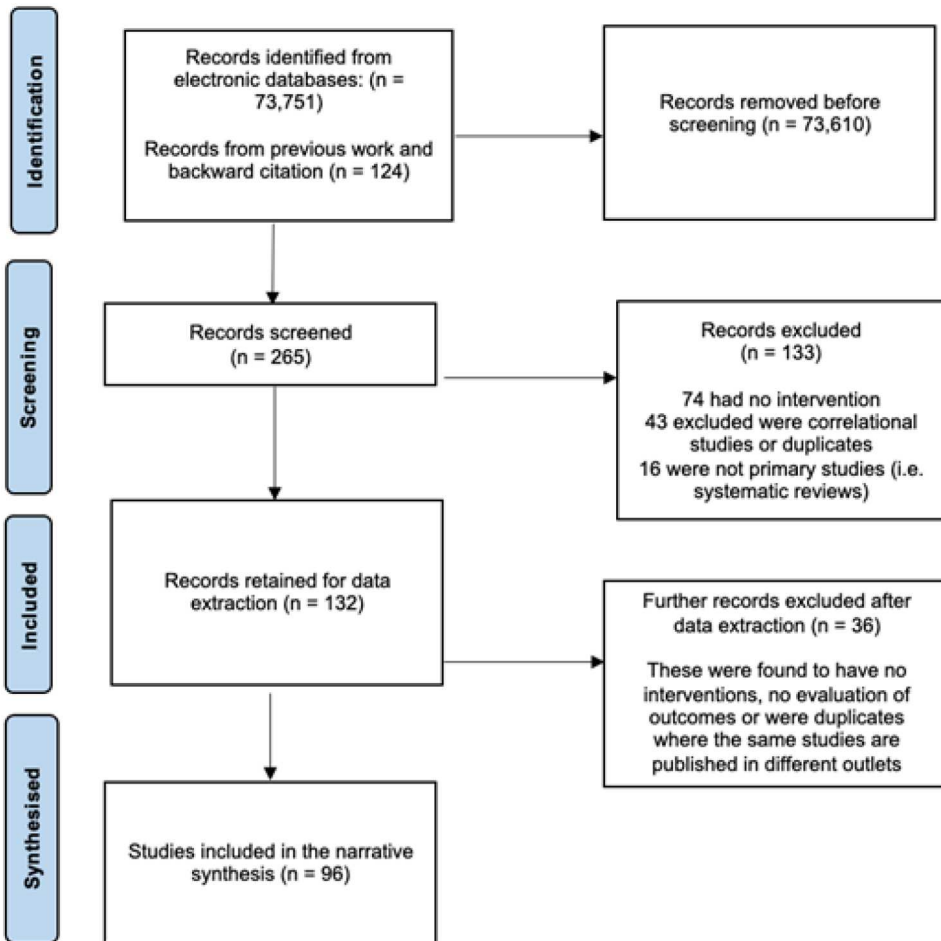 Identification
Records identified from
electronic databases: (n =
73,751)
Records from previous work and
backward citation (n = 124)
Records removed before
screening (n = 73,610)
Screening
Records screened
(n = 265)
Records excluded
(n = 133)
74 had no intervention
43 excluded were correlational
studies or duplicates
16 were not primary studies (i.e.
systematic reviews)
Included
Records retained for data
extraction (n = 132)
Further records excluded after
data extraction (n = 36)
These were found to have no
interventions, no evaluation of
outcomes or were duplicates
where the same studies are
published in different outlets
Synthesised
Studies included in the narrative
synthesis (n = 96)